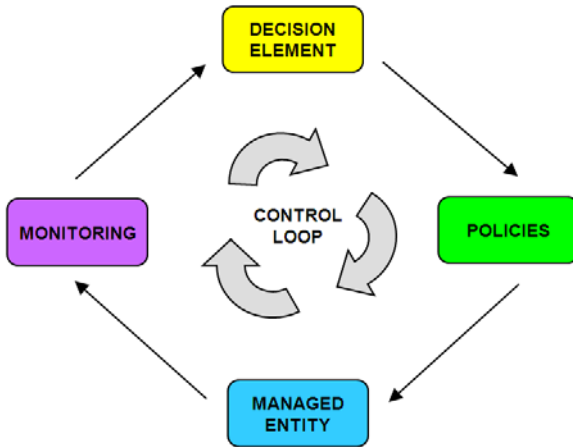 DECISION
ELEMENT
MONITORING
CONTROL
LOOP
POLICIES
MANAGED
ENTITY